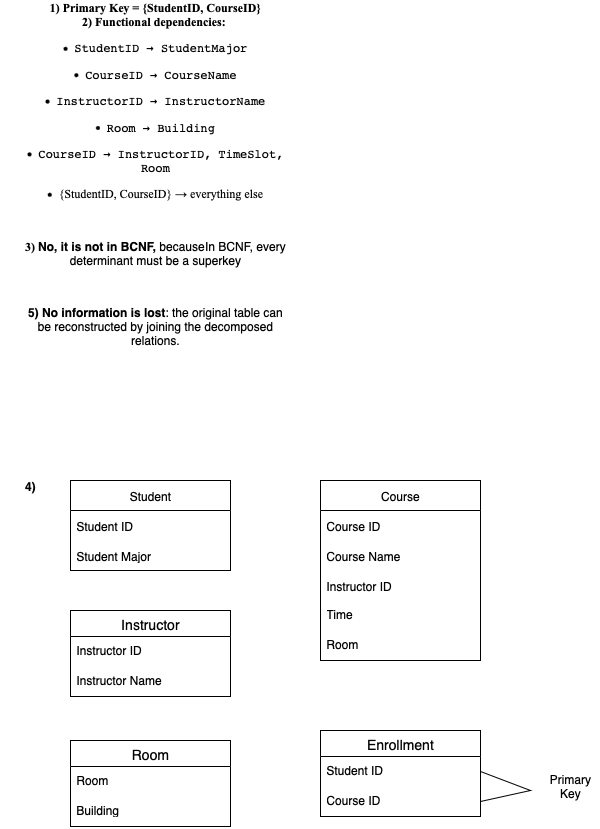 1) Primary Key = {StudentID, CourseID}
2) Functional dependencies:
• StudentID → StudentMajor
• CourseID → CourseName
• InstructorID → InstructorName
• Room → Building
• CourseID → InstructorID, TimeSlot,
Room
• {StudentID, CourseID} → everything else
3) No, it is not in BCNF, becauseIn BCNF, every
determinant must be a superkey
5) No information is lost: the original table can
be reconstructed by joining the decomposed
relations.
4)
Student
Student ID
Student Major
Course
Course ID
Course Name
Instructor ID
Time
Room
Instructor
Instructor ID
Instructor Name
Room
Room
Building
Enrollment
Student ID
Course ID
Primary
Key